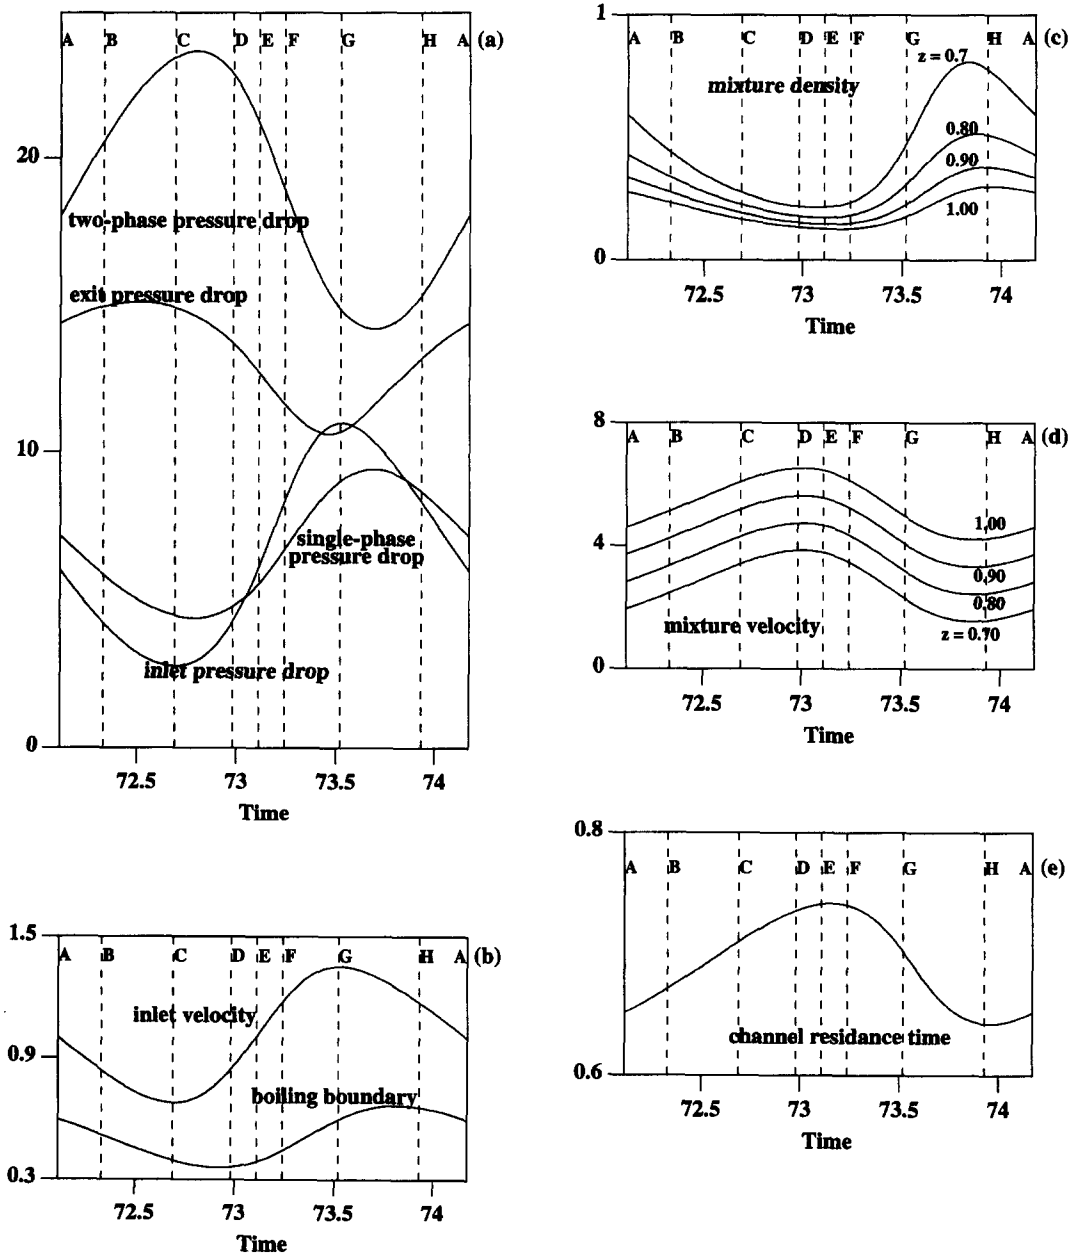 A B C D E F G H A (a)
20
two-phase pressure drop
exit pressure drop
10
single-phase
pressure drop
inlet pressure drop
0
72.5 73 73.5 74
Time
1.5
A B C D E F G H A (b)
inlet velocity
0.9
boiling boundary
0.3
72.5 73 73.5 74
Time
1
A B C D E F G H A (c)
z = 0.7
mixture density
0.80
0.90
1.00
0
72.5 73 73.5 74
Time
8
A B C D E F G H A (d)
1.00
4
0.90
0.80
mixture velocity
z = 0.70
0
72.5 73 73.5 74
Time
0.8
A B C D E F G H A (e)
channel residance time
0.6
72.5 73 73.5 74
Time